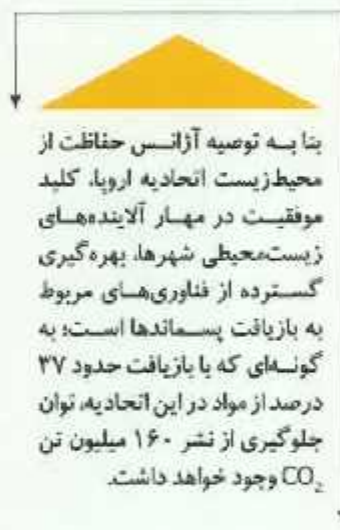 بنا به توصیه آژانس حفاظت از
محیط‌زیست اتحادیه اروپا، کلید
موفقیت در مهار آلاینده‌های
زیست‌محیطی شهرها، بهره‌گیری
گسترده از فناوری‌های مربوط
به بازیافت پسماندها است؛ به
گونه‌ای که با بازیافت حدود ۳۷
درصد از مواد در این اتحادیه، توان
جلوگیری از نشر ۱۶۰ میلیون تن
CO₂ وجود خواهد داشت.